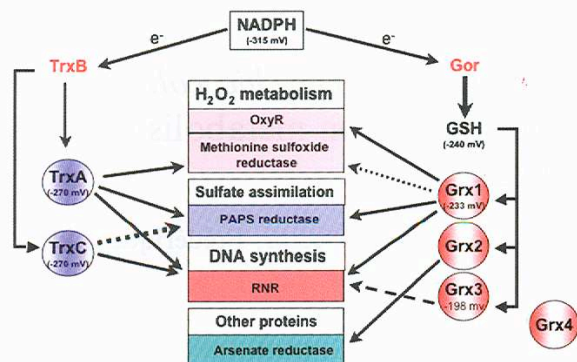 NADPH
(-315 mV)
e-
e-
TrxB
Gor
H2O2 metabolism
OxyR
GSH
(-240 mV)
Methionine sulfoxide
reductase
TrxA
(-270 mV)
Grx1
(-233 mV)
Sulfate assimilation
PAPS reductase
TrxC
(-270 mV)
Grx2
DNA synthesis
RNR
Grx3
-198 mv
Grx4
Other proteins
Arsenate reductase